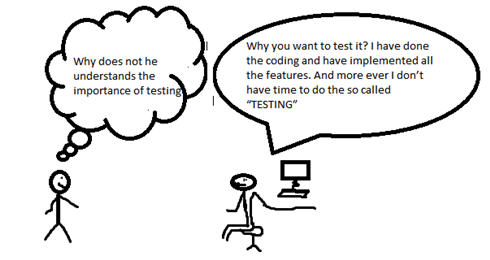 Why does not he
understands the
importance of testing
Why you want to test it? I have done
the coding and have implemented all
the features. And more ever I don’t
have time to do the so called
“TESTING”